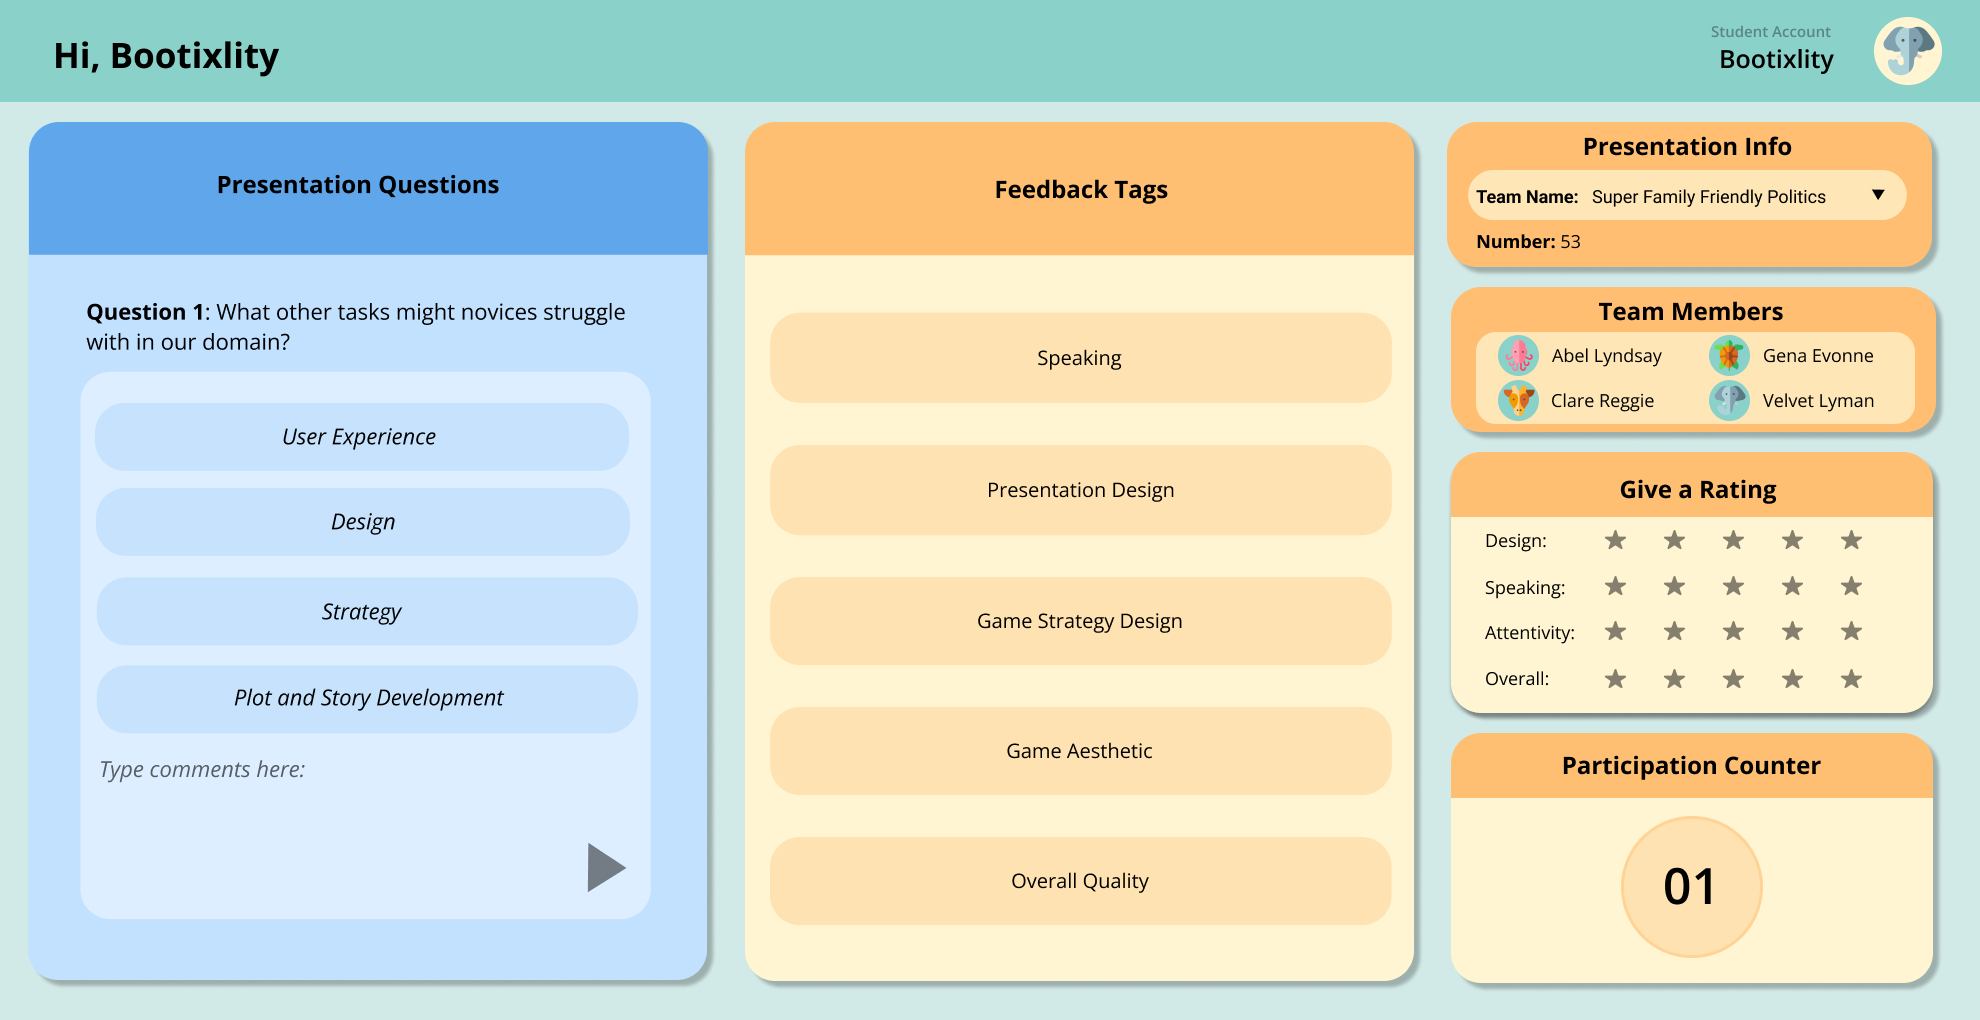 Hi, Bootixlity
Student Account
Bootixlity
Presentation Questions
Question 1: What other tasks might novices struggle
with in our domain?
User Experience
Design
Strategy
Plot and Story Development
Type comments here:
Feedback Tags
Speaking
Presentation Design
Game Strategy Design
Game Aesthetic
Overall Quality
Presentation Info
Team Name: Super Family Friendly Politics
Number: 53
Team Members
Abel Lyndsay
Gena Evonne
Clare Reggie
Velvet Lyman
Give a Rating
Design:
Speaking:
Attentivity:
Overall:
Participation Counter
01